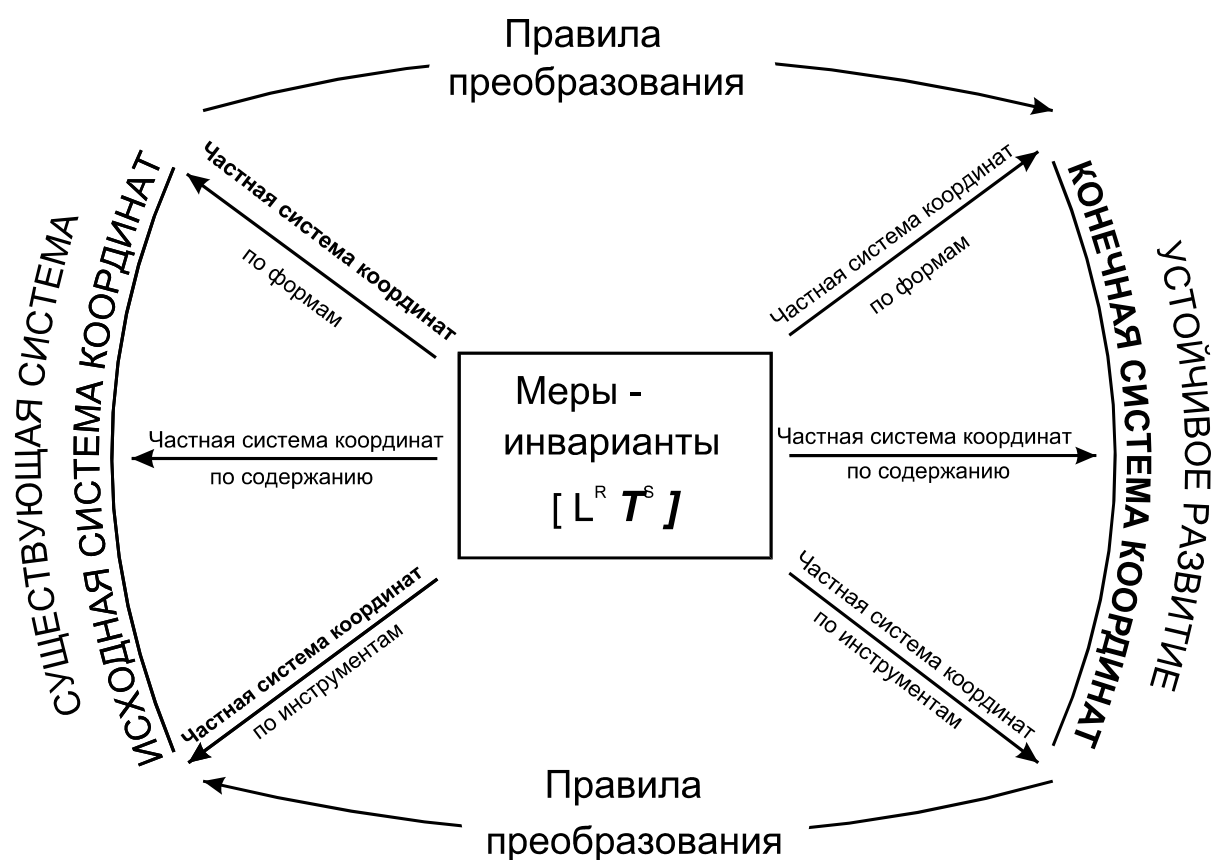 Правила
преобразования
СУЩЕСТВУЮЩАЯ СИСТЕМА
ИСХОДНАЯ СИСТЕМА КООРДИНАТ
Частная система координат
по формам
Частная система координат
по содержанию
Частная система координат
по инструментам
Меры -
инварианты
[ L^R T^S ]
Частная система координат
по формам
Частная система координат
по содержанию
Частная система координат
по инструментам
КОНЕЧНАЯ СИСТЕМА КООРДИНАТ
УСТОЙЧИВОЕ РАЗВИТИЕ
Правила
преобразования